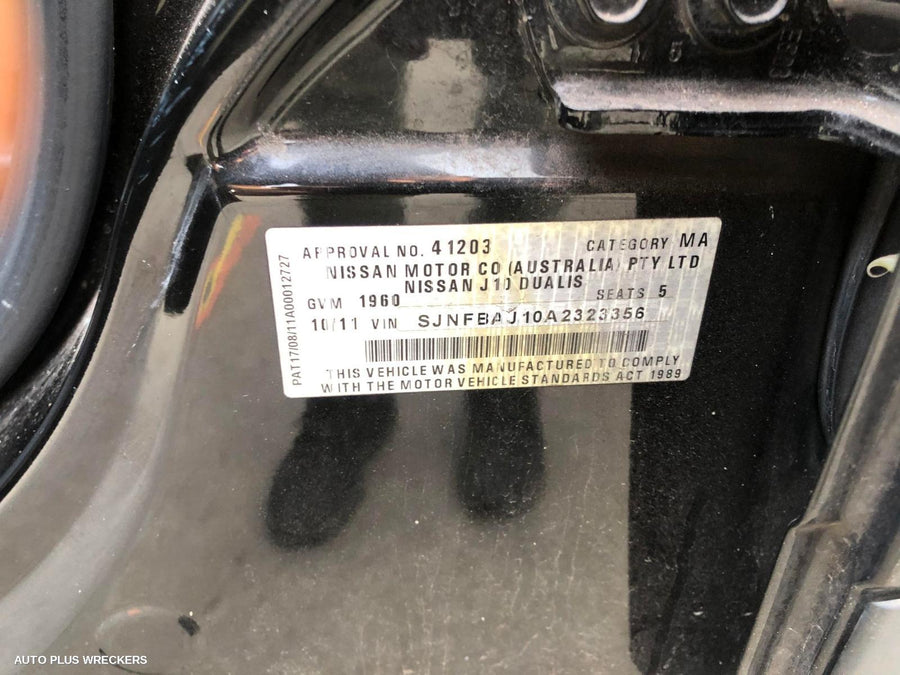 APPROVAL NO. 41203 CATEGORY MA
NISSAN MOTOR CO (AUSTRALIA) PTY LTD
NISSAN J10 DUALIS
GVM 1960 SEATS 5
10/11 VIN SJNFBAJ10A2323356
THIS VEHICLE WAS MANUFACTURED TO COMPLY
WITH THE MOTOR VEHICLE STANDARDS ACT 1989
PAT17/08/11A00012727
AUTO PLUS WRECKERS